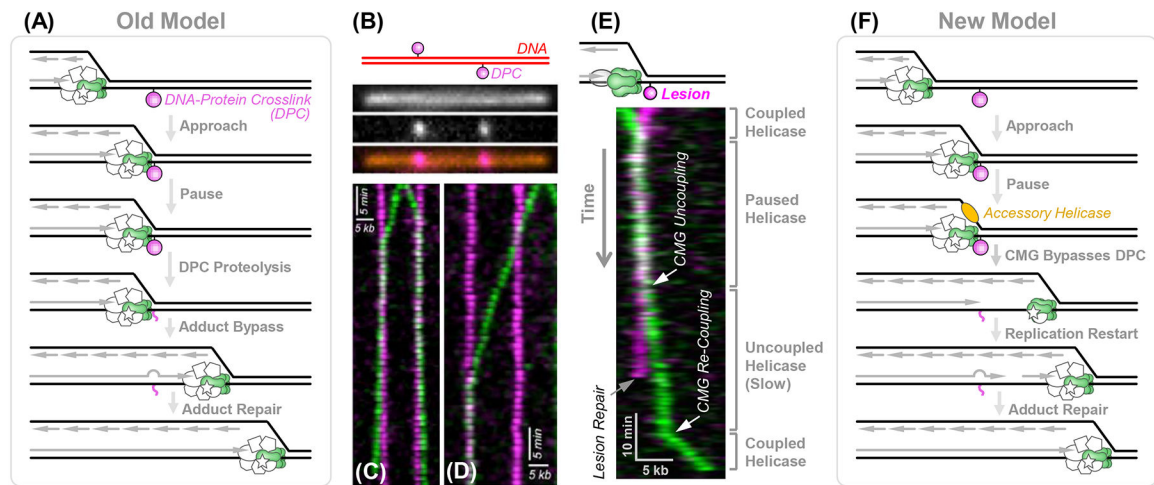 (A)
Old Model
DNA-Protein Crosslink
(DPC)
Approach
Pause
DPC Proteolysis
Adduct Bypass
Adduct Repair
(B)
DNA
DPC
5 min
5 kb
(C)
(D)
5 min
5 kb
(E)
Lesion
Time
CMG Uncoupling
CMG Re-Coupling
Lesion Repair
10 min
5 kb
Coupled
Helicase
Paused
Helicase
Uncoupled
Helicase
(Slow)
Coupled
Helicase
(F)
New Model
Approach
Pause
Accessory Helicase
CMG Bypasses DPC
Replication Restart
Adduct Repair